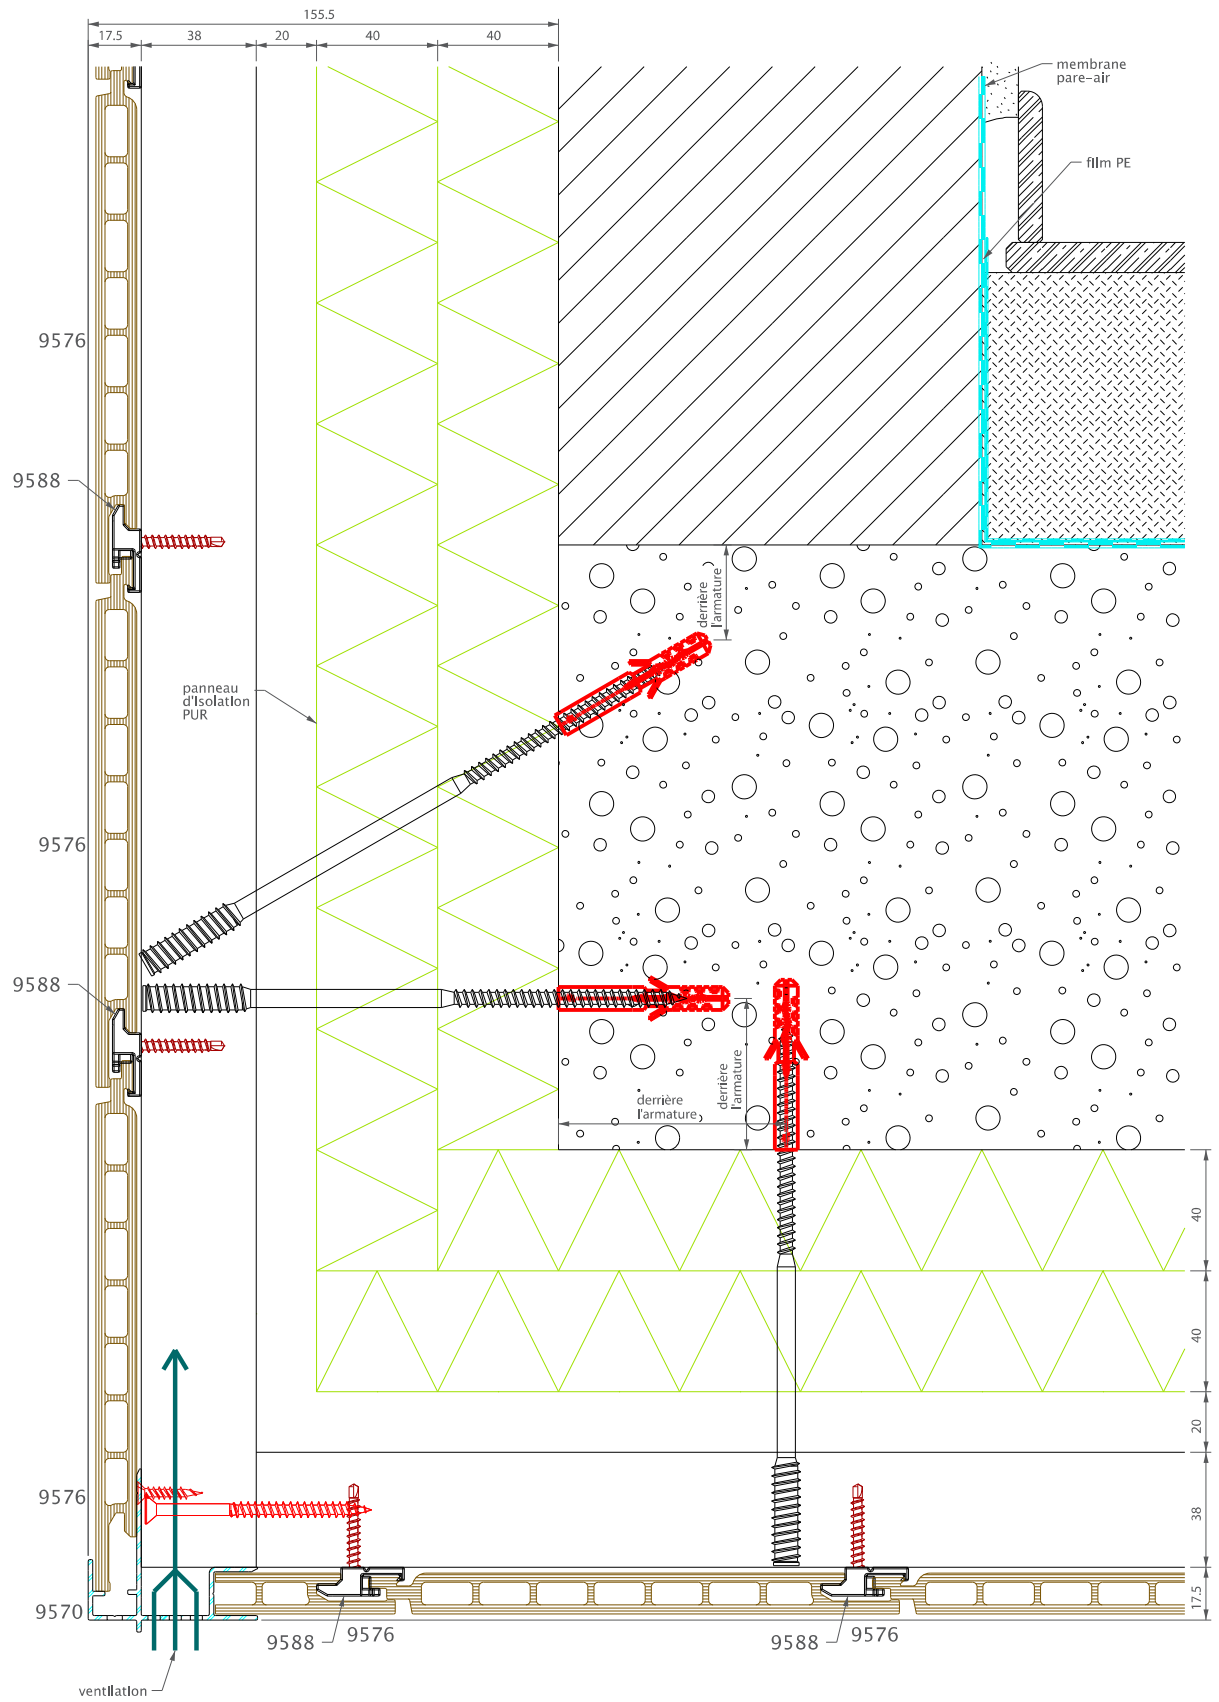 155.5
17.5
38
20
40
40
membrane
pare-air
film PE
9576
9588
derrière
l'armature
panneau
d'isolation
PUR
9576
9588
derrière
l'armature
derrière
l'armature
40
40
20
38
17.5
9576
9570
9588
9576
9588
9576
ventilation